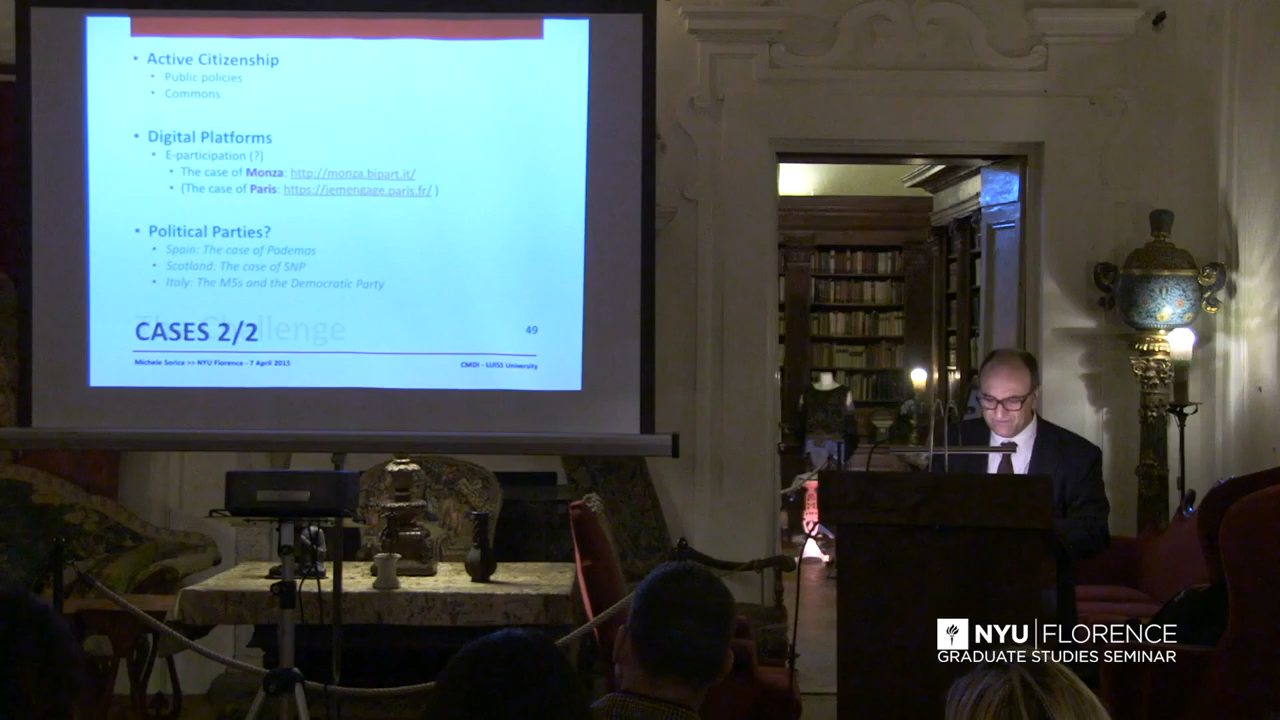 • Active Citizenship
• Public policies
• Commons
• Digital Platforms
• E-participation (?)
• The case of Monza: http://monza.bipart.it/
• (The case of Paris: https://jemengage.paris.fr/ )
• Political Parties?
• Spain: The case of Podemos
• Scotland: The case of SNP
• Italy: The M5s and the Democratic Party
The Challenge
CASES 2/2
49
Michele Sorice >> NYU Florence - 7 April 2015
CMDI - LUISS University
NYU FLORENCE
GRADUATE STUDIES SEMINAR